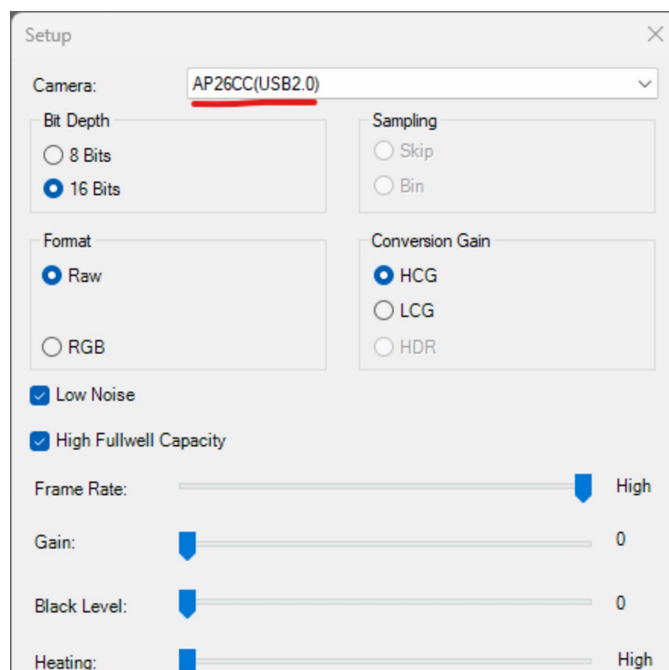 Setup
Camera: AP26CC(USB2.0)
Bit Depth
8 Bits
16 Bits
Sampling
Skip
Bin
Format
Raw
RGB
Conversion Gain
HCG
LCG
HDR
Low Noise
High Fullwell Capacity
Frame Rate: High
Gain: 0
Black Level: 0
Heating: High